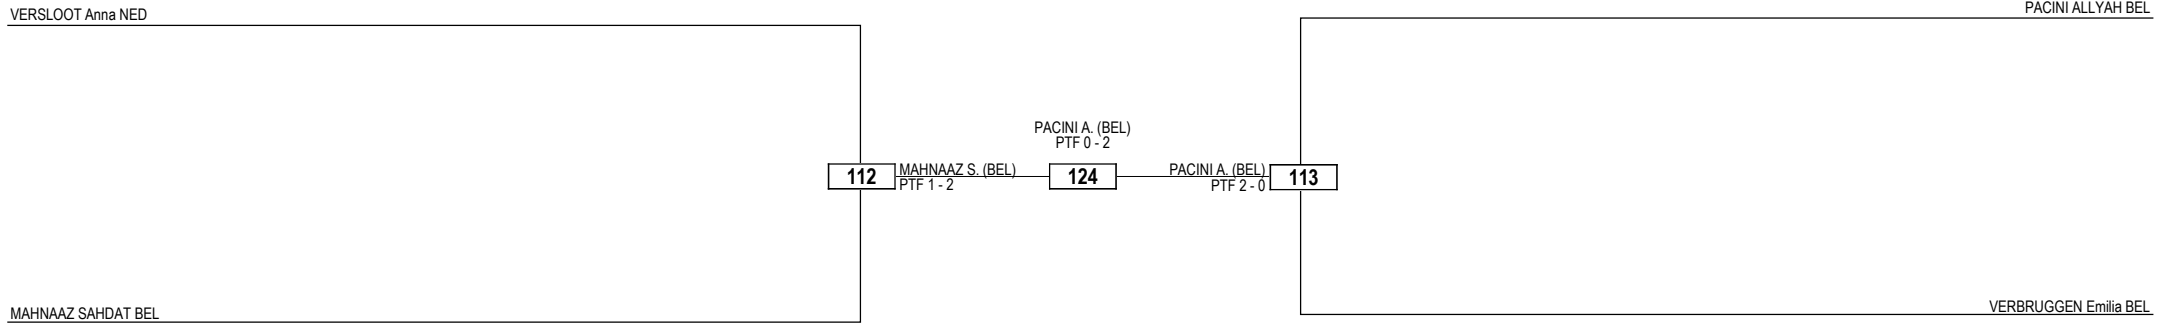 VERSLOOT Anna NED
PACINI ALLYAH BEL
PACINI A. (BEL)
PTF 0 - 2
112
MAHNAAZ S. (BEL)
PTF 1 - 2
124
PACINI A. (BEL)
PTF 2 - 0
113
MAHNAAZ SAHDAT BEL
VERBRUGGEN Emilia BEL